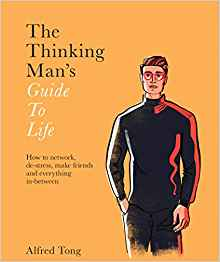 The
Thinking
Man's
Guide
To
Life
How to network,
de-stress, make friends
and everything
in-between
Alfred Tong